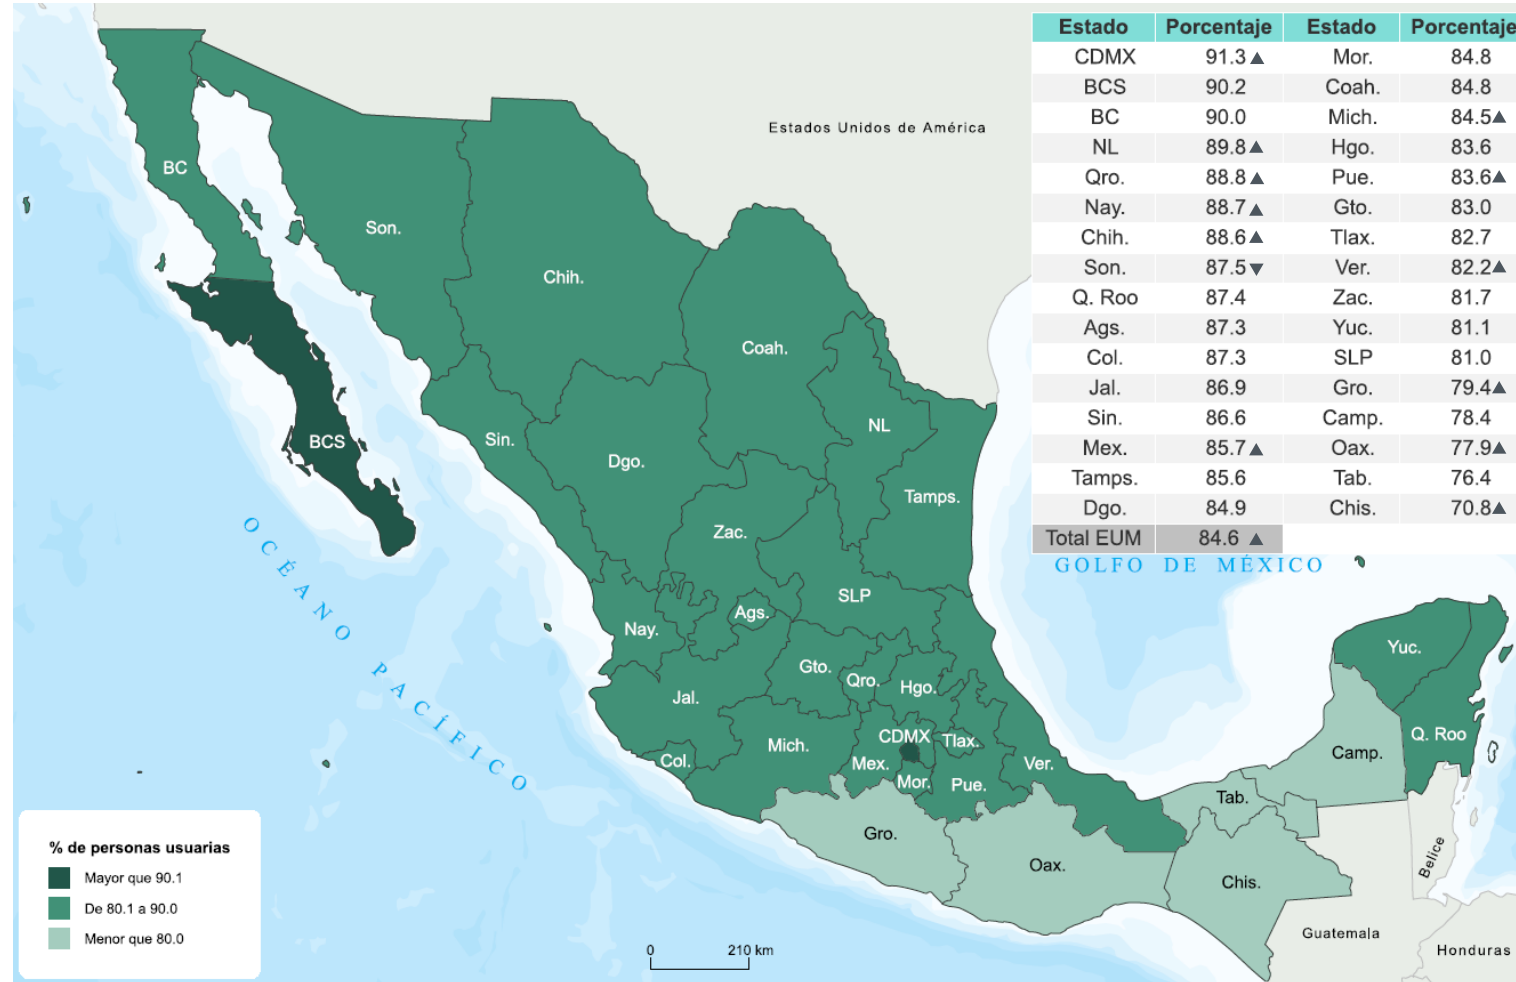 Estado Porcentaje Estado Porcentaje
CDMX 91.3 ▲ Mor. 84.8
BCS 90.2 Coah. 84.8
BC 90.0 Mich. 84.5 ▲
NL 89.8 ▲ Hgo. 83.6
Qro. 88.8 ▲ Pue. 83.6 ▲
Nay. 88.7 ▲ Gto. 83.0
Chih. 88.6 ▲ Tlax. 82.7
Son. 87.5 ▼ Ver. 82.2 ▲
Q. Roo 87.4 Zac. 81.7
Ags. 87.3 Yuc. 81.1
Col. 87.3 SLP 81.0
Jal. 86.9 Gro. 79.4 ▲
Sin. 86.6 Camp. 78.4
Mex. 85.7 ▲ Oax. 77.9 ▲
Tamps. 85.6 Tab. 76.4
Dgo. 84.9 Chis. 70.8 ▲
Total EUM 84.6 ▲
Estados Unidos de América
BC
Son.
Chih.
Coah.
NL
BCS
Sin.
Dgo.
Tamps.
Zac.
OCÉANO PACÍFICO
GOLFO DE MÉXICO
SLP
Ags.
Nay.
Gto.
Qro.
Hgo.
Jal.
Yuc.
Q. Roo
Camp.
CDMX
Tlax.
Mich.
Col.
Mex.
Mor.
Pue.
Ver.
Tab.
Gro.
Oax.
Chis.
Belice
Guatemala
Honduras
% de personas usuarias
Mayor que 90.1
De 80.1 a 90.0
Menor que 80.0
0 210 km